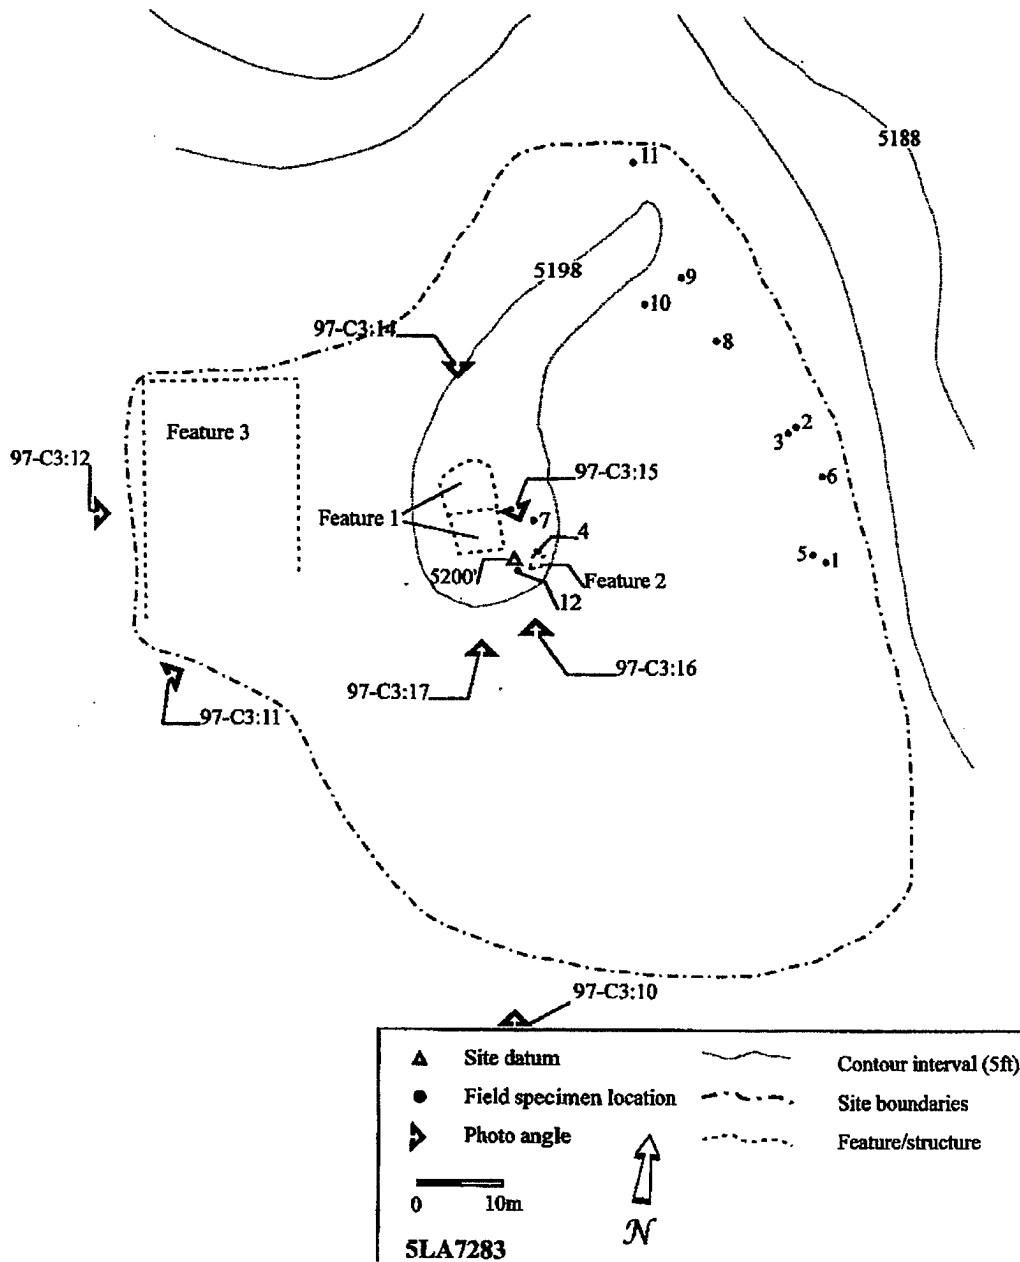 5188
11
5198
9
10
97-C3:14
8
Feature 3
2
3
97-C3:12
97-C3:15
6
Feature 1
7
4
5
1
5200'
Feature 2
12
97-C3:16
97-C3:17
97-C3:11
97-C3:10
Site datum
Contour interval (5ft)
Field specimen location
Site boundaries
Photo angle
Feature/structure
0 10m
N
5LA7283